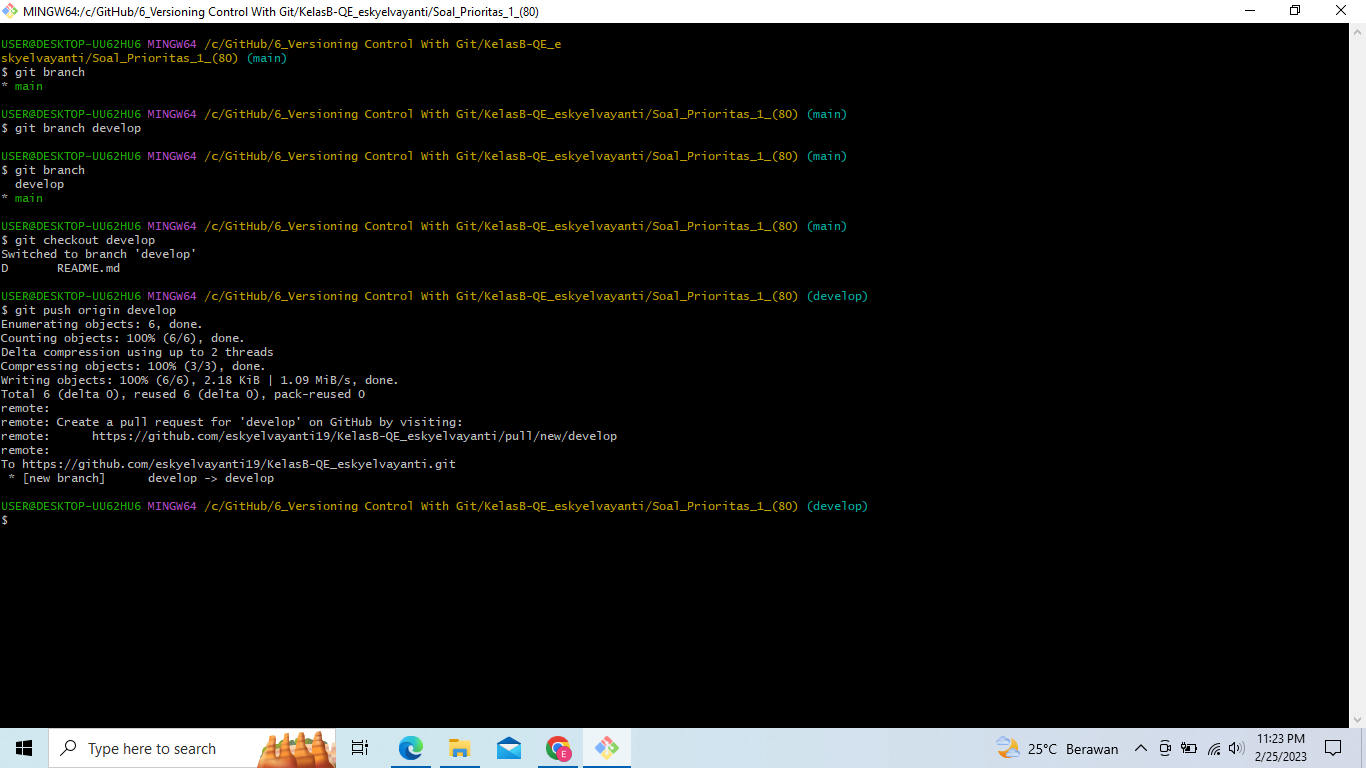 MINGW64:/c/GitHub/6_Versioning Control With Git/KelasB-QE_eskyelvayanti/Soal_Prioritas_1_(80)
USER@DESKTOP-UU62HU6 MINGW64 /c/GitHub/6_Versioning Control With Git/KelasB-QE_e
skyelvayanti/Soal_Prioritas_1_(80) (main)
$ git branch
* main
USER@DESKTOP-UU62HU6 MINGW64 /c/GitHub/6_Versioning Control With Git/KelasB-QE_eskyelvayanti/Soal_Prioritas_1_(80) (main)
$ git branch develop
USER@DESKTOP-UU62HU6 MINGW64 /c/GitHub/6_Versioning Control With Git/KelasB-QE_eskyelvayanti/Soal_Prioritas_1_(80) (main)
$ git branch
  develop
* main
USER@DESKTOP-UU62HU6 MINGW64 /c/GitHub/6_Versioning Control With Git/KelasB-QE_eskyelvayanti/Soal_Prioritas_1_(80) (main)
$ git checkout develop
Switched to branch 'develop'
D       README.md
USER@DESKTOP-UU62HU6 MINGW64 /c/GitHub/6_Versioning Control With Git/KelasB-QE_eskyelvayanti/Soal_Prioritas_1_(80) (develop)
$ git push origin develop
Enumerating objects: 6, done.
Counting objects: 100% (6/6), done.
Delta compression using up to 2 threads
Compressing objects: 100% (3/3), done.
Writing objects: 100% (6/6), 2.18 KiB | 1.09 MiB/s, done.
Total 6 (delta 0), reused 6 (delta 0), pack-reused 0
remote:
remote: Create a pull request for 'develop' on GitHub by visiting:
remote:      https://github.com/eskyelvayanti19/KelasB-QE_eskyelvayanti/pull/new/develop
remote:
To https://github.com/eskyelvayanti19/KelasB-QE_eskyelvayanti.git
 * [new branch]      develop -> develop
USER@DESKTOP-UU62HU6 MINGW64 /c/GitHub/6_Versioning Control With Git/KelasB-QE_eskyelvayanti/Soal_Prioritas_1_(80) (develop)
$
Type here to search
E
25°C Berawan
11:23 PM
2/25/2023